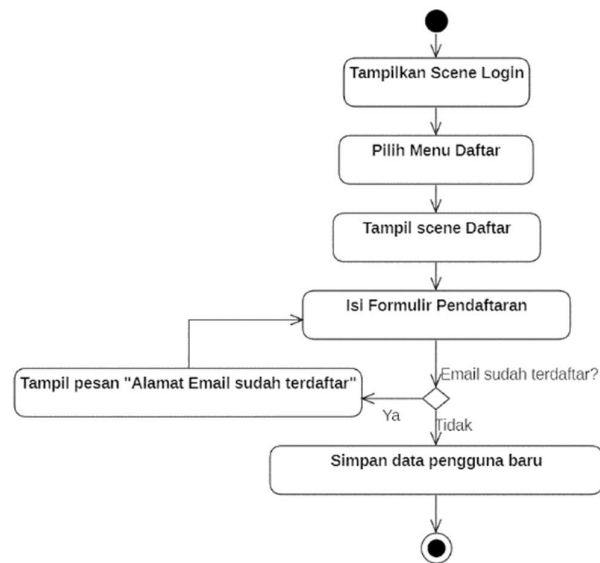 Tampilkan Scene Login
Pilih Menu Daftar
Tampil scene Daftar
Isi Formulir Pendaftaran
Email sudah terdaftar?
Tampil pesan "Alamat Email sudah terdaftar"
Ya
Tidak
Simpan data pengguna baru